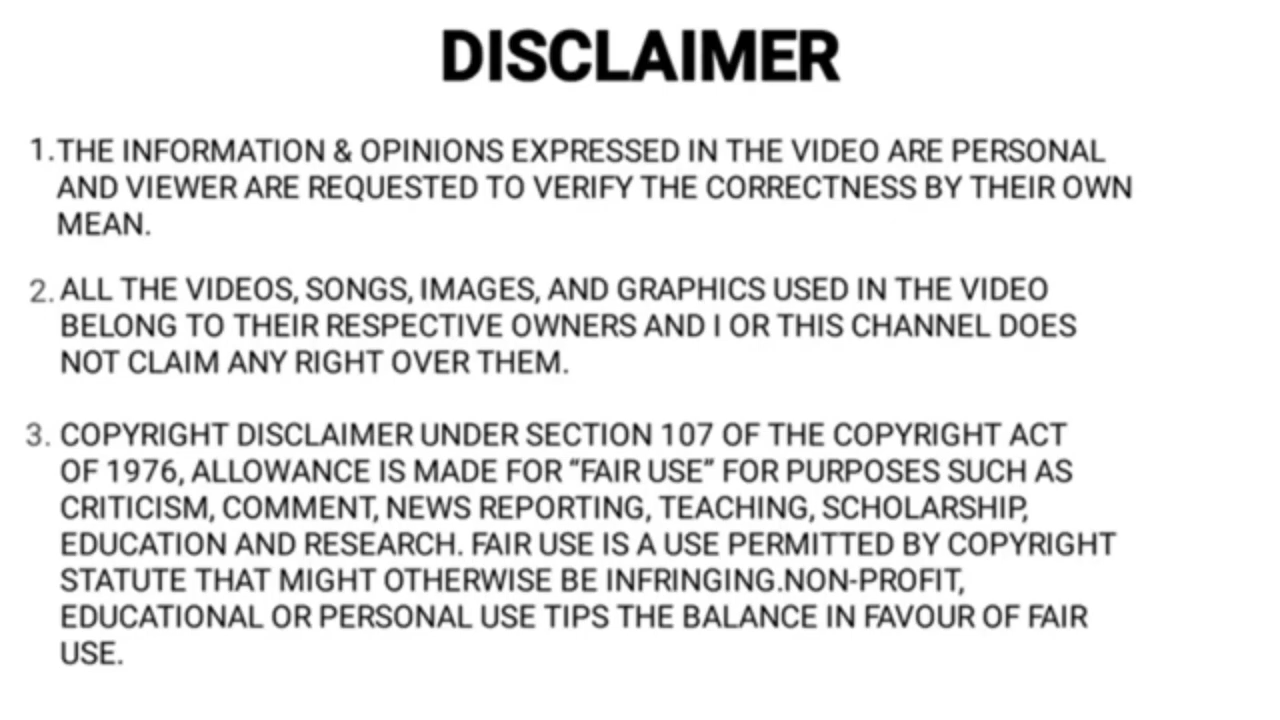 DISCLAIMER
1.THE INFORMATION & OPINIONS EXPRESSED IN THE VIDEO ARE PERSONAL
AND VIEWER ARE REQUESTED TO VERIFY THE CORRECTNESS BY THEIR OWN
MEAN.
2. ALL THE VIDEOS, SONGS, IMAGES, AND GRAPHICS USED IN THE VIDEO
BELONG TO THEIR RESPECTIVE OWNERS AND I OR THIS CHANNEL DOES
NOT CLAIM ANY RIGHT OVER THEM.
3. COPYRIGHT DISCLAIMER UNDER SECTION 107 OF THE COPYRIGHT ACT
OF 1976, ALLOWANCE IS MADE FOR “FAIR USE” FOR PURPOSES SUCH AS
CRITICISM, COMMENT, NEWS REPORTING, TEACHING, SCHOLARSHIP,
EDUCATION AND RESEARCH. FAIR USE IS A USE PERMITTED BY COPYRIGHT
STATUTE THAT MIGHT OTHERWISE BE INFRINGING.NON-PROFIT,
EDUCATIONAL OR PERSONAL USE TIPS THE BALANCE IN FAVOUR OF FAIR
USE.